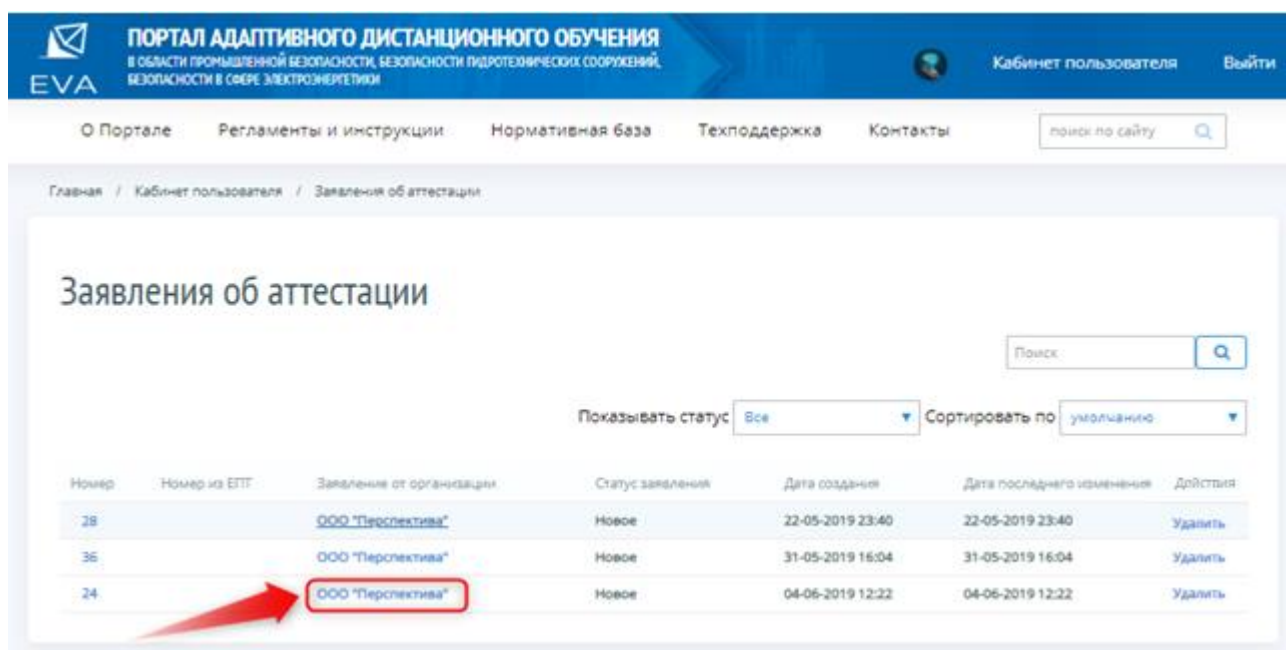 ПОРТАЛ АДАПТИВНОГО ДИСТАНЦИОННОГО ОБУЧЕНИЯ
В ОБЛАСТИ ПРОМЫШЛЕННОЙ БЕЗОПАСНОСТИ, БЕЗОПАСНОСТИ ГИДРОТЕХНИЧЕСКИХ СООРУЖЕНИЙ,
БЕЗОПАСНОСТИ В СФЕРЕ ЭЛЕКТРОЭНЕРГЕТИКИ
EVA
Кабинет пользователя Выйти
О Портале Регламенты и инструкции Нормативная база Техподдержка Контакты поиск по сайту
Главная / Кабинет пользователя / Заявления об аттестации
Заявления об аттестации
Поиск
Показывать статус Все Сортировать по умолчанию
Номер Номер из ЕПГ Заявление от организации Статус заявления Дата создания Дата последнего изменения Действия
28 ООО "Перспектива" Новое 22-05-2019 23:40 22-05-2019 23:40 Удалить
36 ООО "Перспектива" Новое 31-05-2019 16:04 31-05-2019 16:04 Удалить
24 ООО "Перспектива" Новое 04-06-2019 12:22 04-06-2019 12:22 Удалить